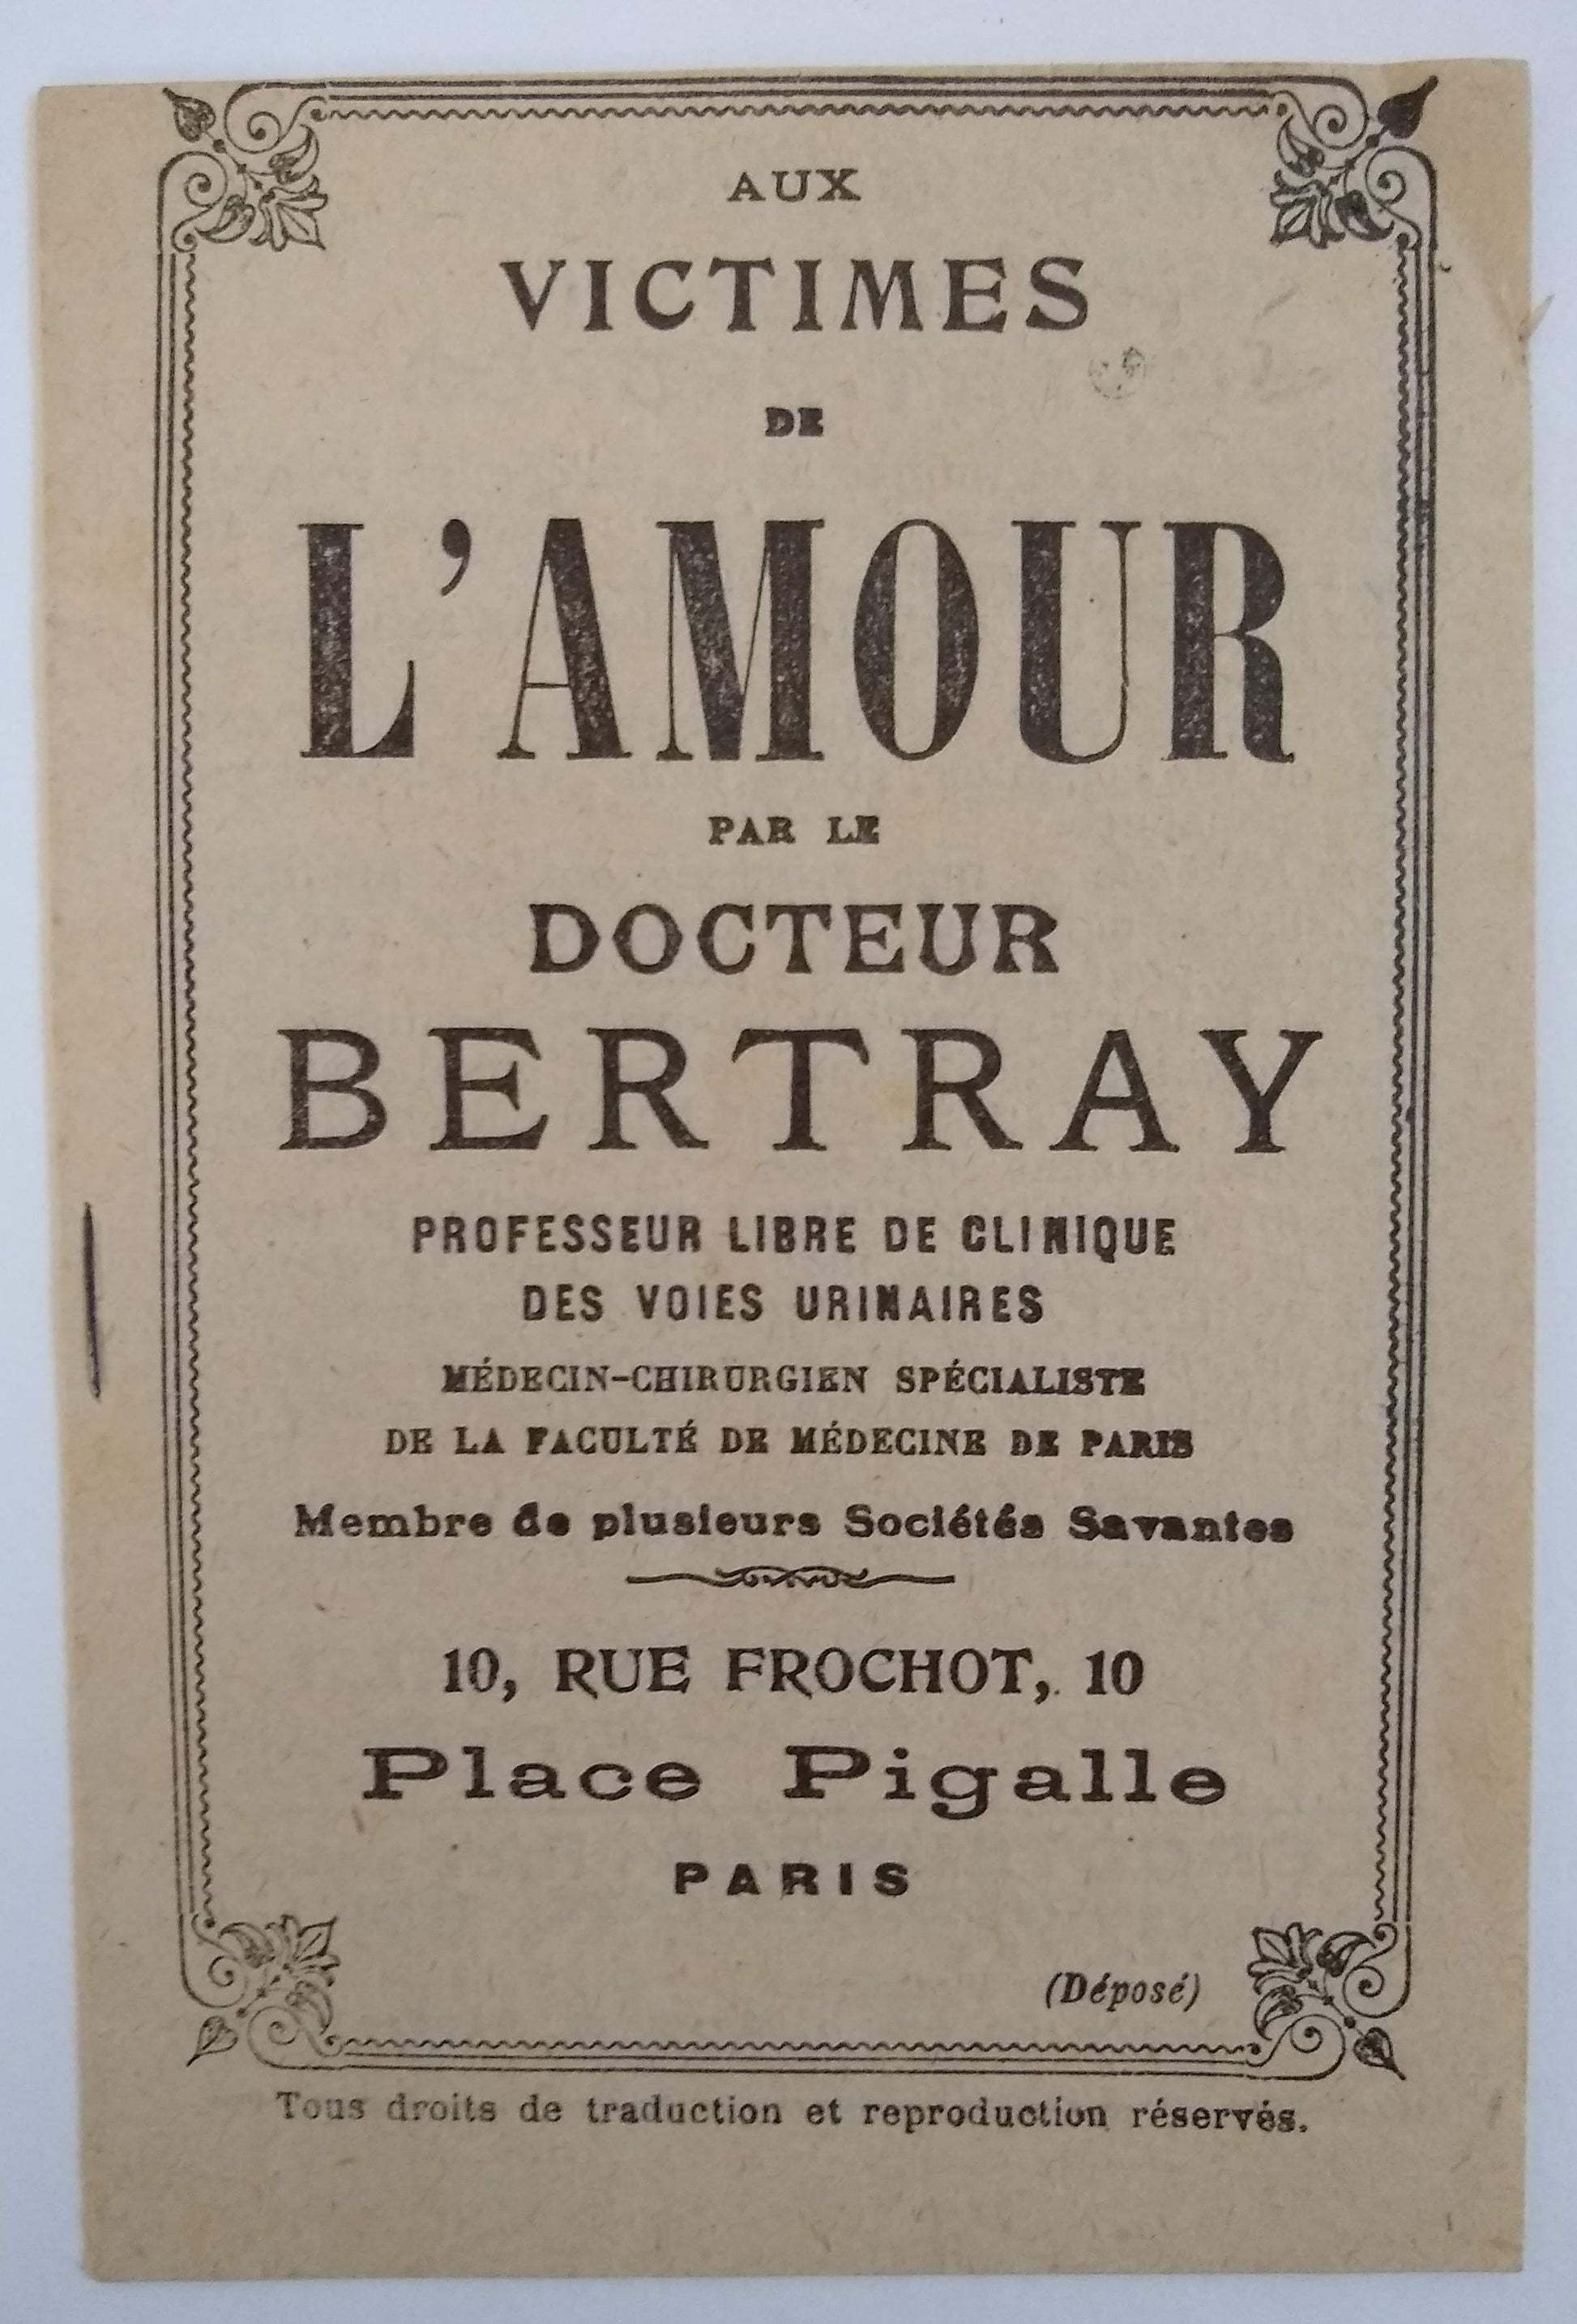 AUX
VICTIMES
DE
L'AMOUR
PAR LE
DOCTEUR
BERTRAY
PROFESSEUR LIBRE DE CLINIQUE
DES VOIES URINAIRES
MÉDECIN-CHIRURGIEN SPÉCIALISTE
DE LA FACULTÉ DE MÉDECINE DE PARIS
Membre de plusieurs Sociétés Savantes
10, RUE FROCHOT, 10
Place Pigalle
PARIS
(Déposé)
Tous droits de traduction et reproduction réservés.